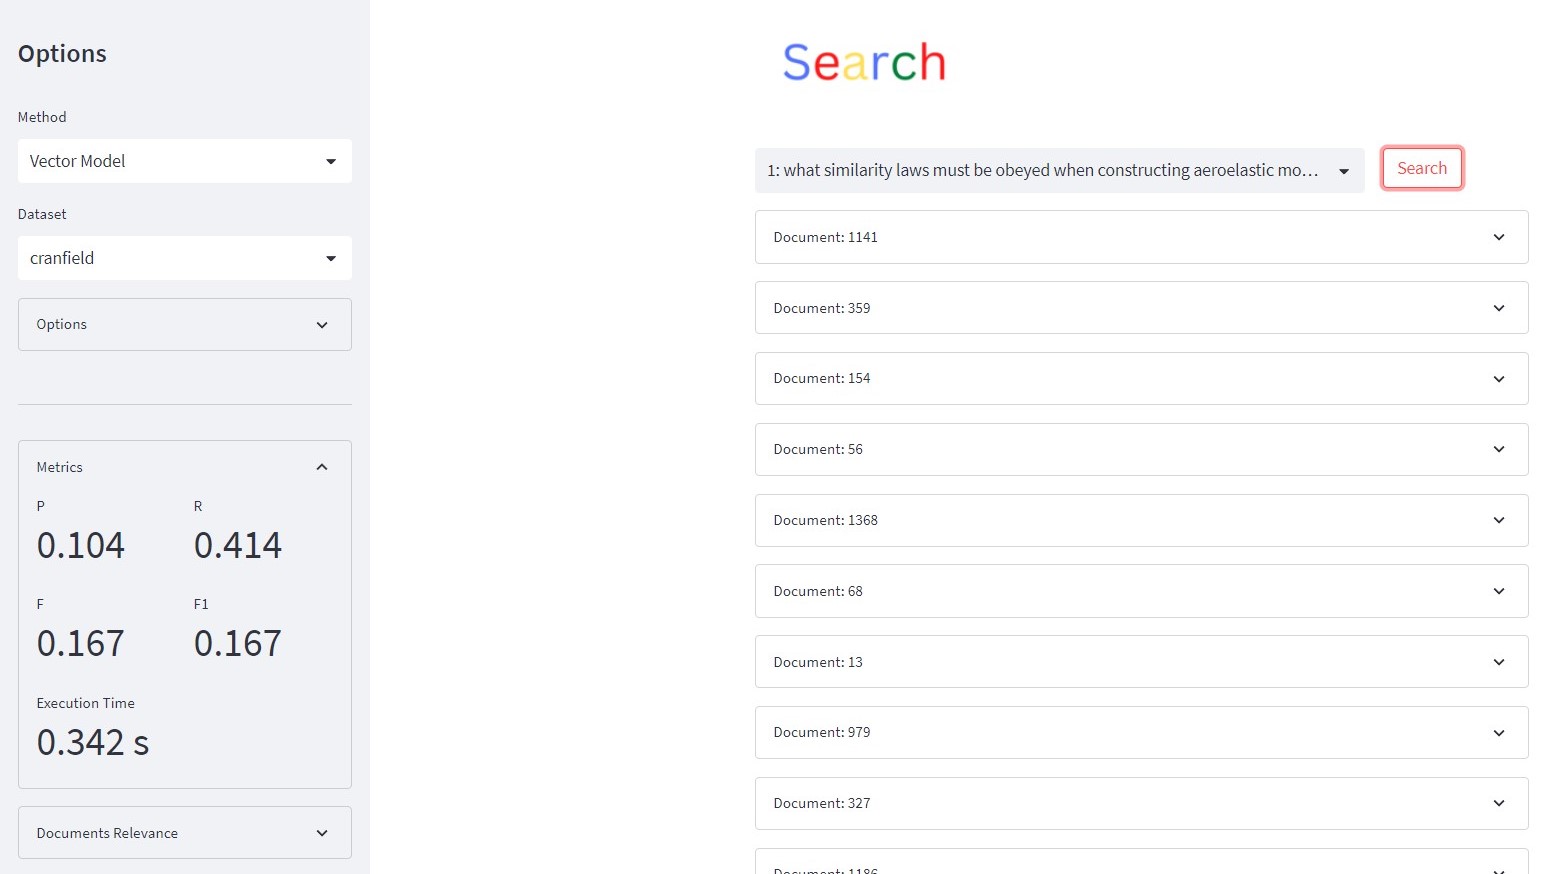 Options
Method
Vector Model
Dataset
cranfield
Options
Metrics
P
R
0.104
0.414
F
F1
0.167
0.167
Execution Time
0.342 s
Documents Relevance
Search
1: what similarity laws must be obeyed when constructing aeroelastic mo...
Search
Document: 1141
Document: 359
Document: 154
Document: 56
Document: 1368
Document: 68
Document: 13
Document: 979
Document: 327
Document: 1186